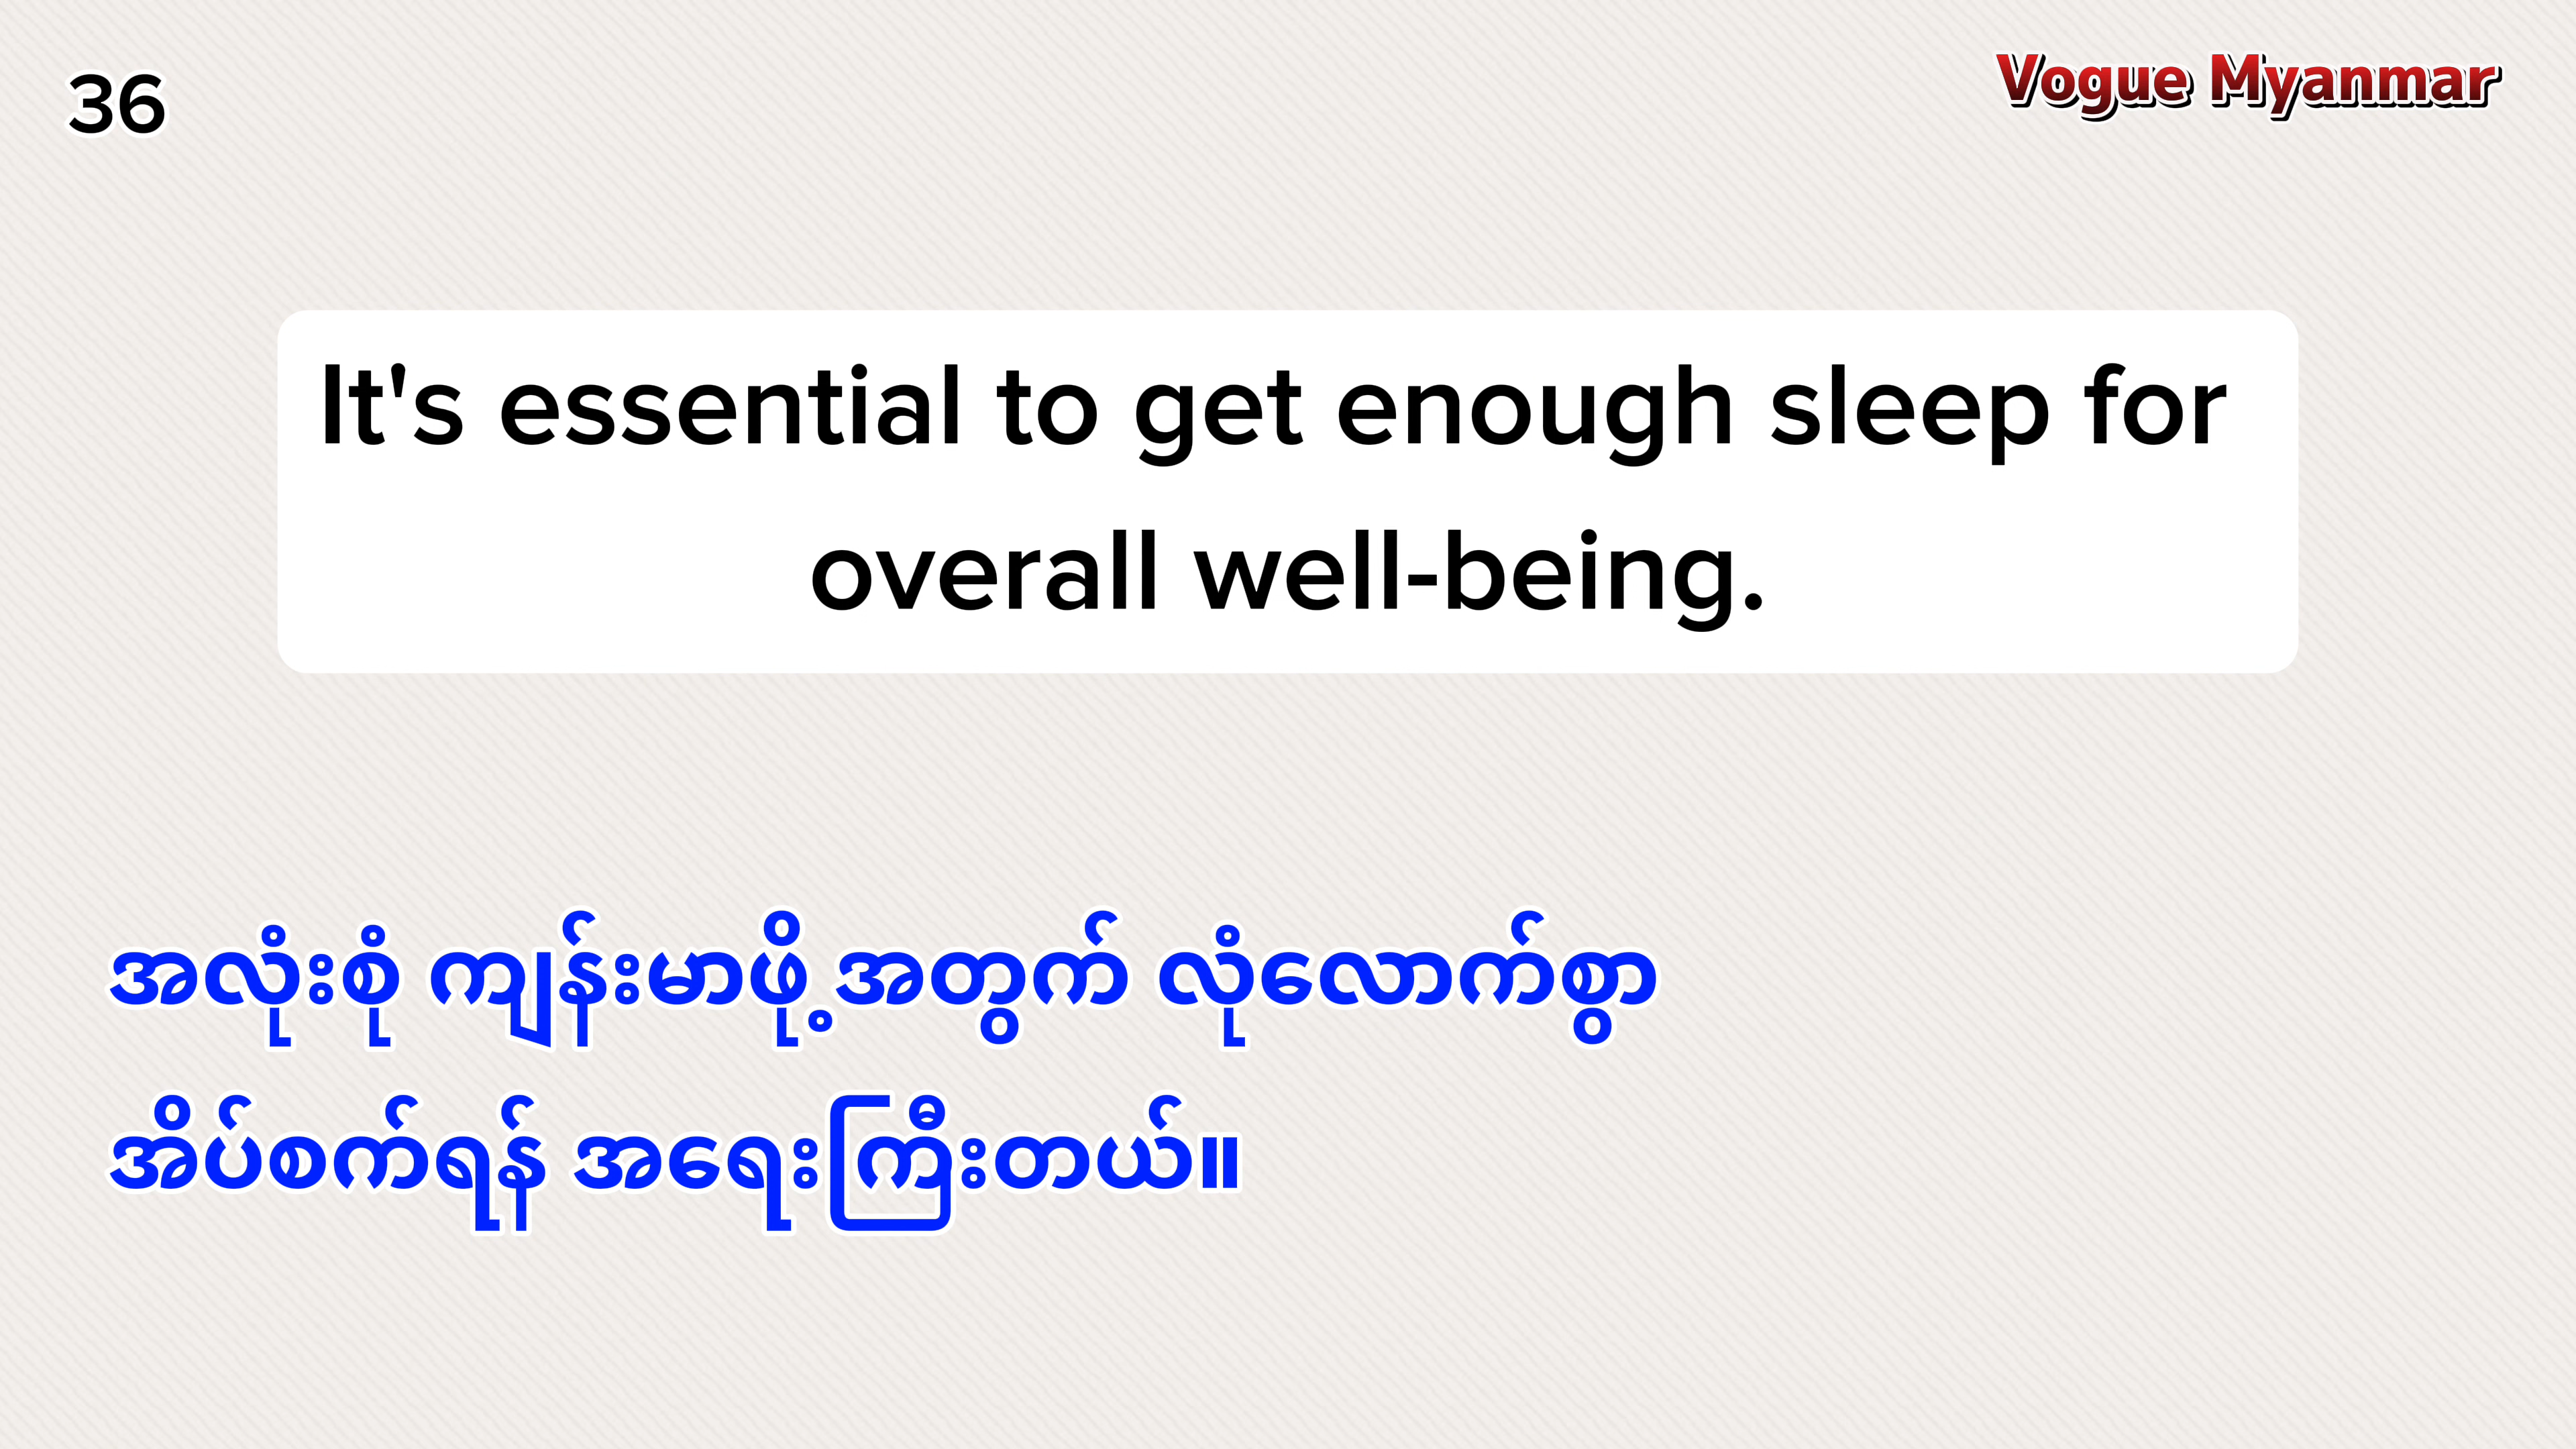 36
Vogue Myanmar
It's essential to get enough sleep for
overall well-being.
အလုံးစုံ ကျန်းမာဖို့အတွက် လုံလောက်စွာ
အိပ်စက်ရန် အရေးကြီးတယ်။